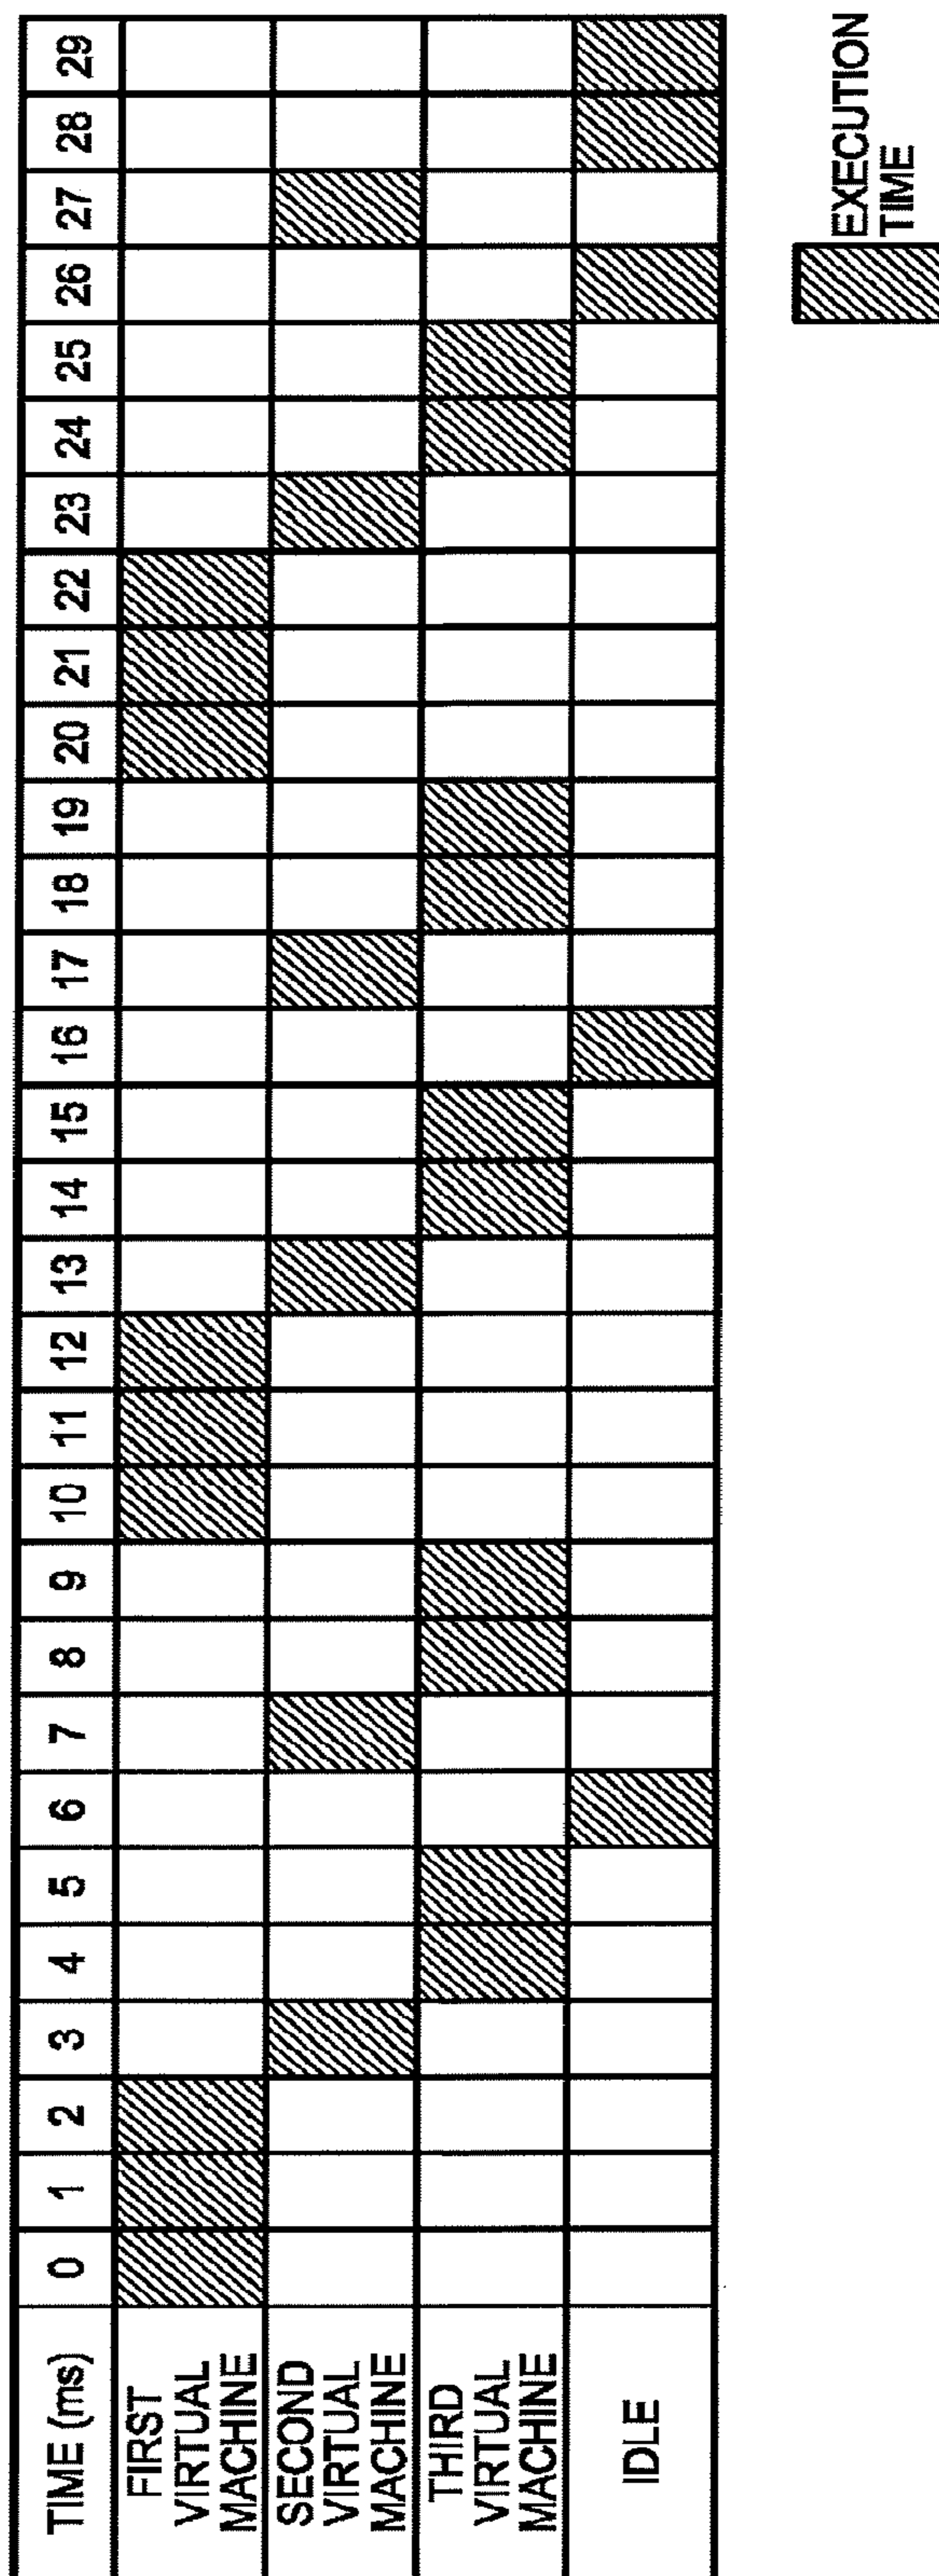 TIME (ms) 0 1 2 3 4 5 6 7 8 9 10 11 12 13 14 15 16 17 18 19 20 21 22 23 24 25 26 27 28 29
FIRST
VIRTUAL
MACHINE
SECOND
VIRTUAL
MACHINE
THIRD
VIRTUAL
MACHINE
IDLE
EXECUTION
TIME